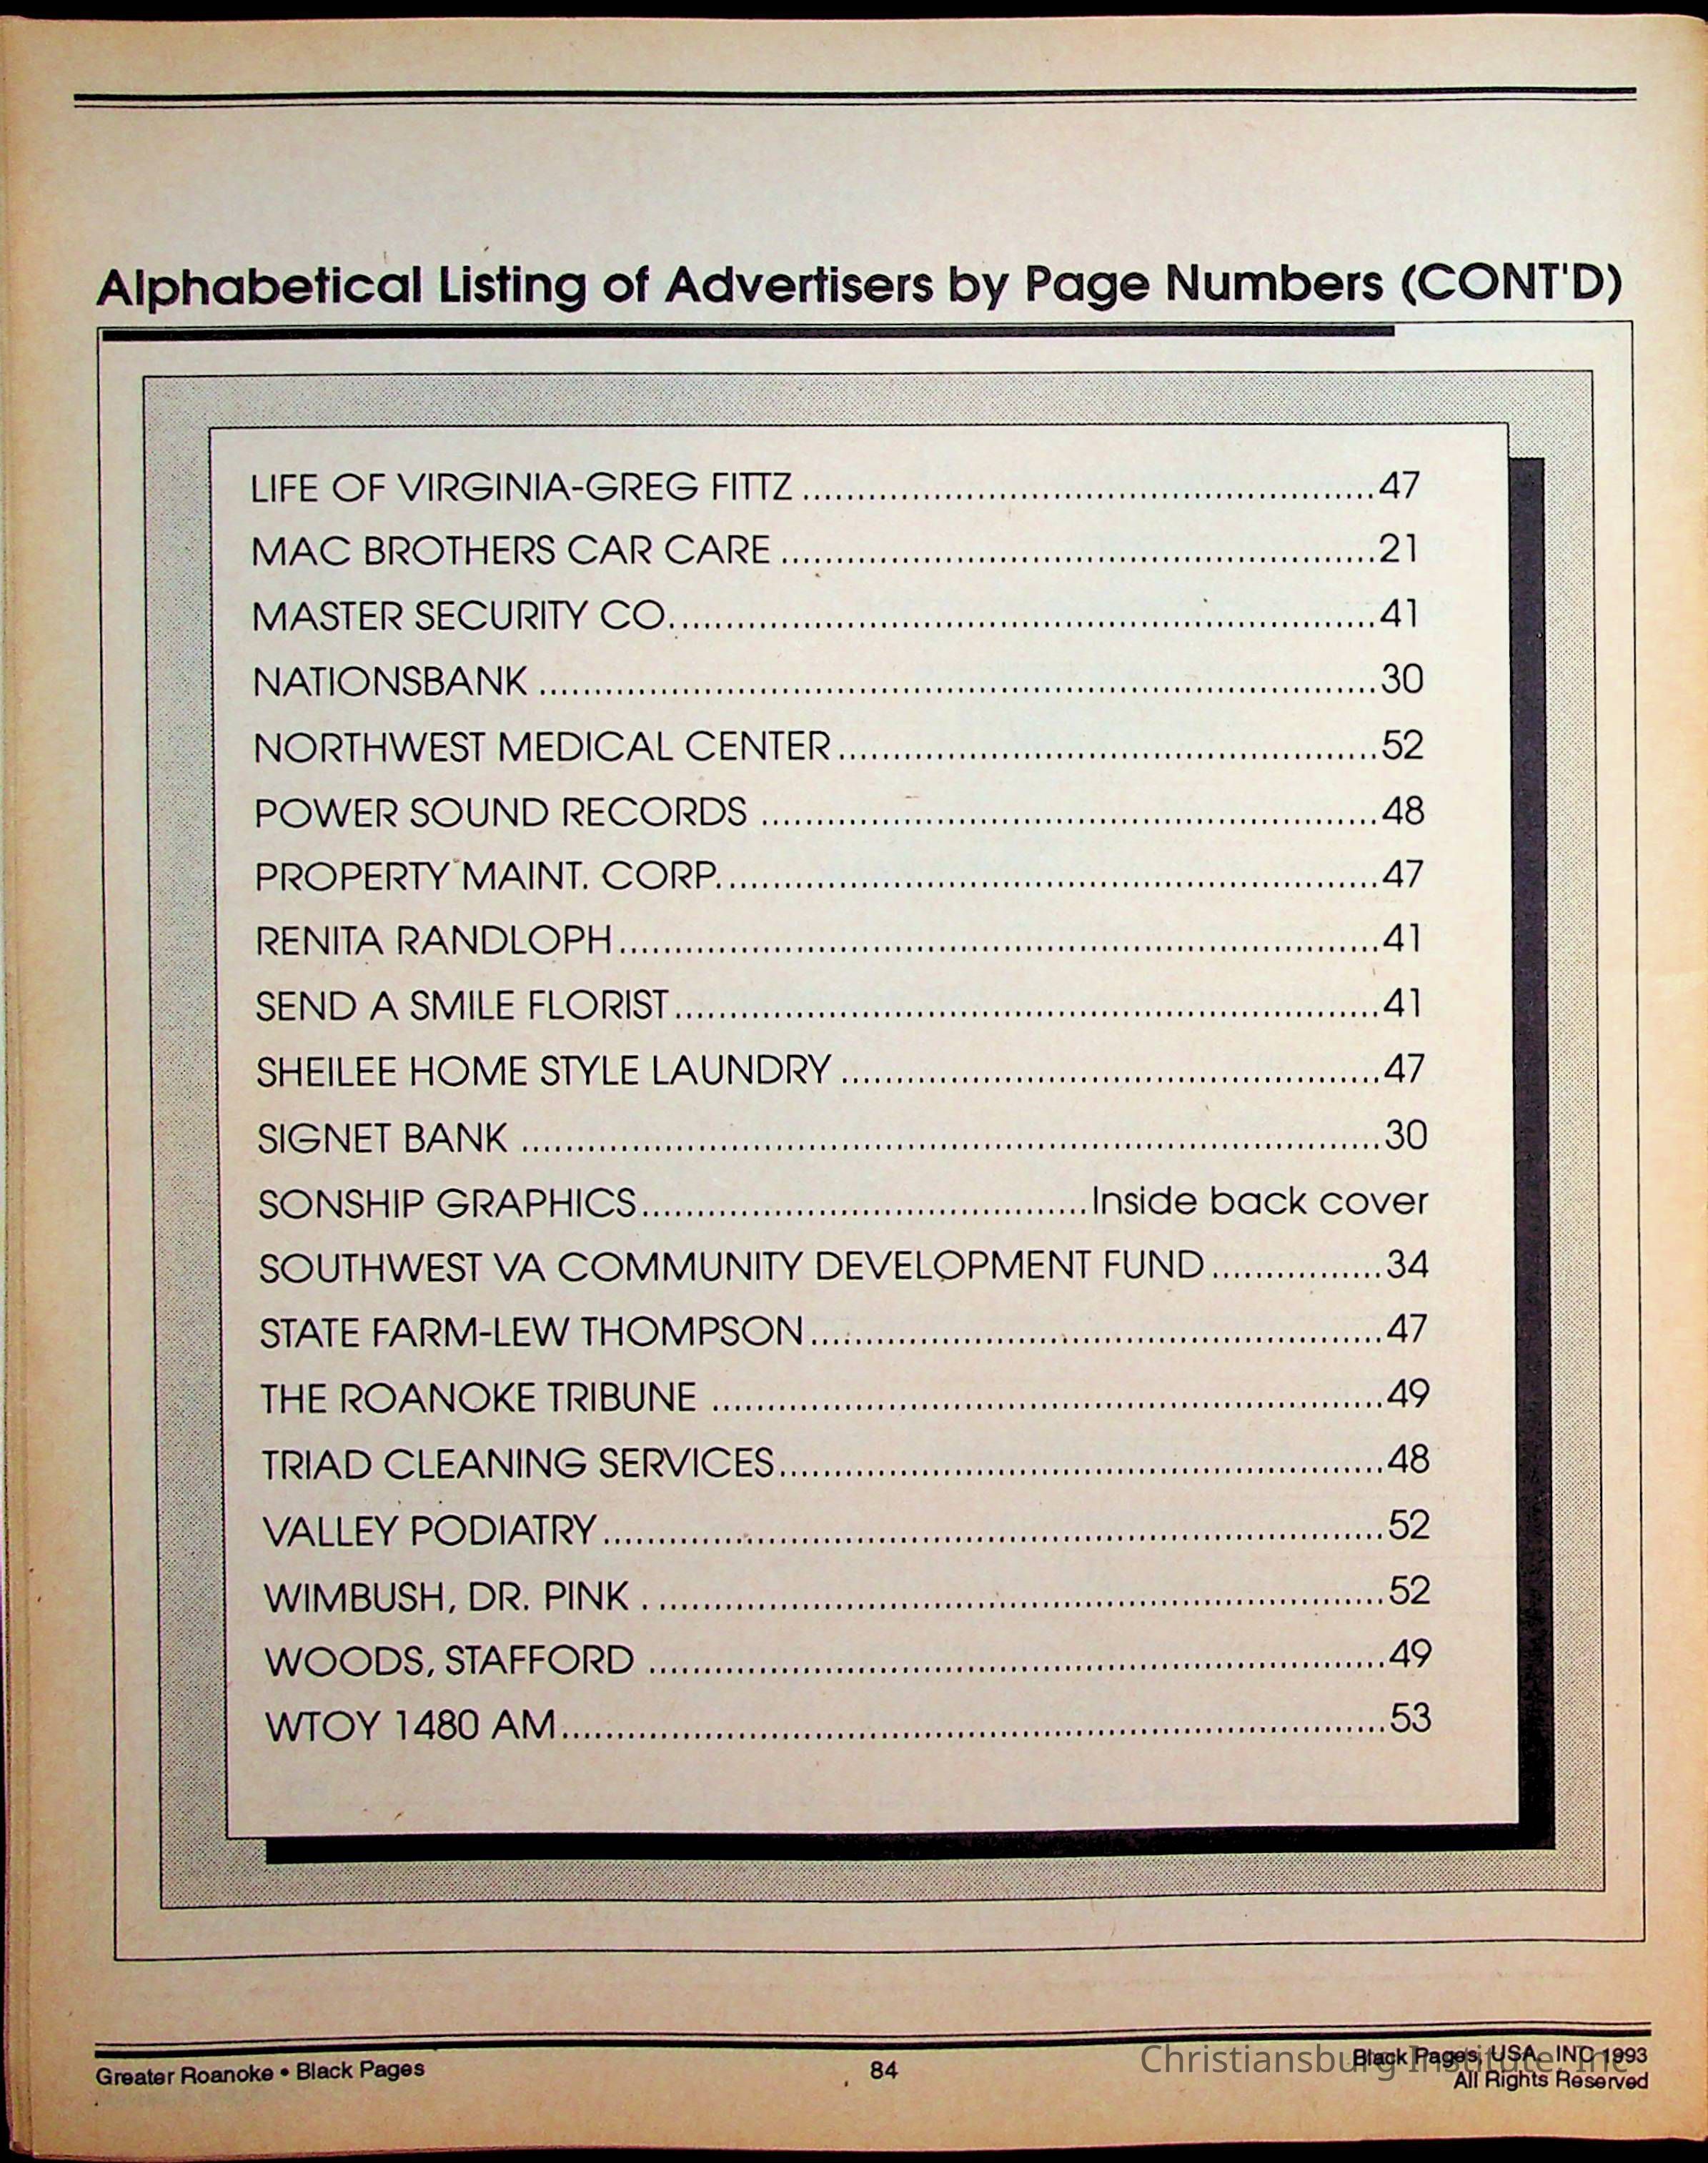 Alphabetical Listing of Advertisers by Page Numbers (CONT'D)
LIFE OF VIRGINIA-GREG FITTZ ........................................................47
MAC BROTHERS CAR CARE ........................................................21
MASTER SECURITY CO..................................................................41
NATIONSBANK ..............................................................................30
NORTHWEST MEDICAL CENTER....................................................52
POWER SOUND RECORDS ..........................................................48
PROPERTY MAINT. CORP..............................................................47
RENITA RANDLOPH........................................................................41
SEND A SMILE FLORIST..................................................................41
SHEILEE HOME STYLE LAUNDRY ....................................................47
SIGNET BANK ................................................................................30
SONSHIP GRAPHICS..........................................Inside back cover
SOUTHWEST VA COMMUNITY DEVELOPMENT FUND................34
STATE FARM-LEW THOMPSON......................................................47
THE ROANOKE TRIBUNE ................................................................49
TRIAD CLEANING SERVICES..........................................................48
VALLEY PODIATRY..........................................................................52
WIMBUSH, DR. PINK . ....................................................................52
WOODS, STAFFORD ......................................................................49
WTOY 1480 AM..............................................................................53
Greater Roanoke • Black Pages
84
Black Pages, USA, INC 1993
All Rights Reserved
Christiansburg Institute, Inc